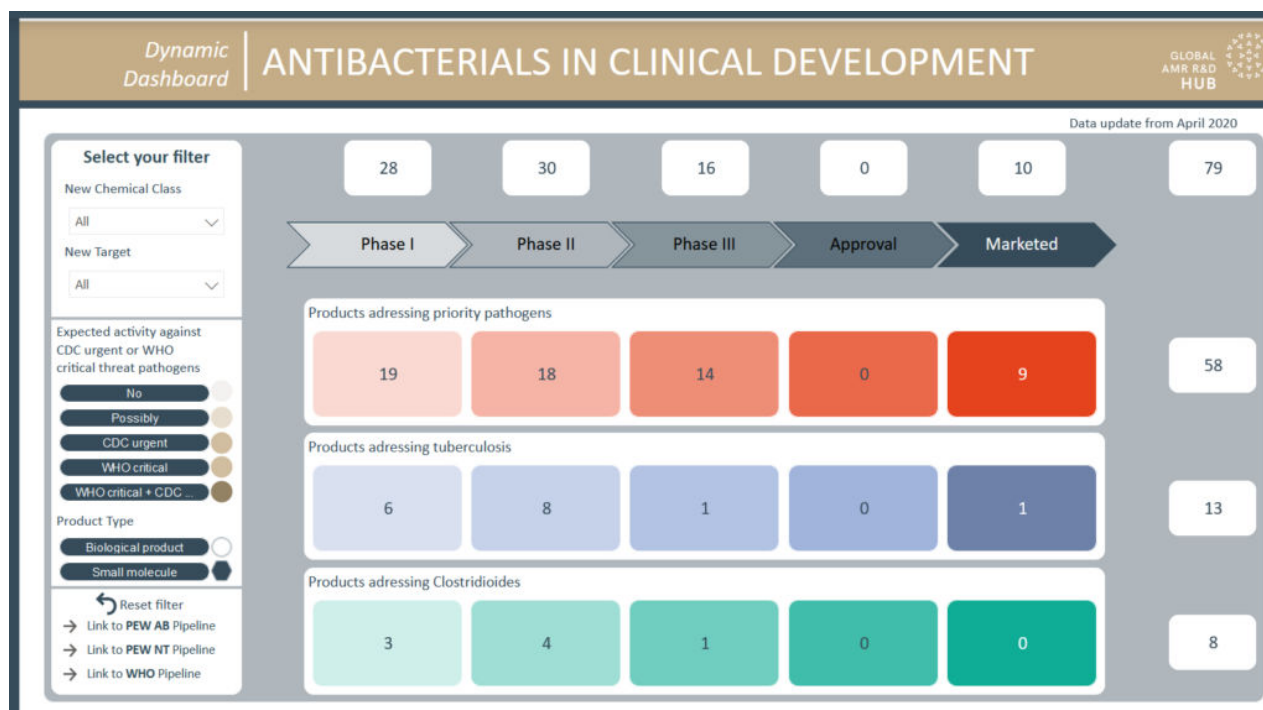 Dynamic
Dashboard
ANTIBACTERIALS IN CLINICAL DEVELOPMENT
GLOBAL
AMR R&D
HUB
Data update from April 2020
Select your filter
New Chemical Class
All
New Target
All
Expected activity against
CDC urgent or WHO
critical threat pathogens
No
Possibly
CDC urgent
WHO critical
WHO critical + CDC ...
Product Type
Biological product
Small molecule
Reset filter
Link to PEW AB Pipeline
Link to PEW NT Pipeline
Link to WHO Pipeline
28 30 16 0 10 79
Phase I Phase II Phase III Approval Marketed
Products adressing priority pathogens
19 18 14 0 9 58
Products adressing tuberculosis
6 8 1 0 1 13
Products adressing Clostridioides
3 4 1 0 0 8